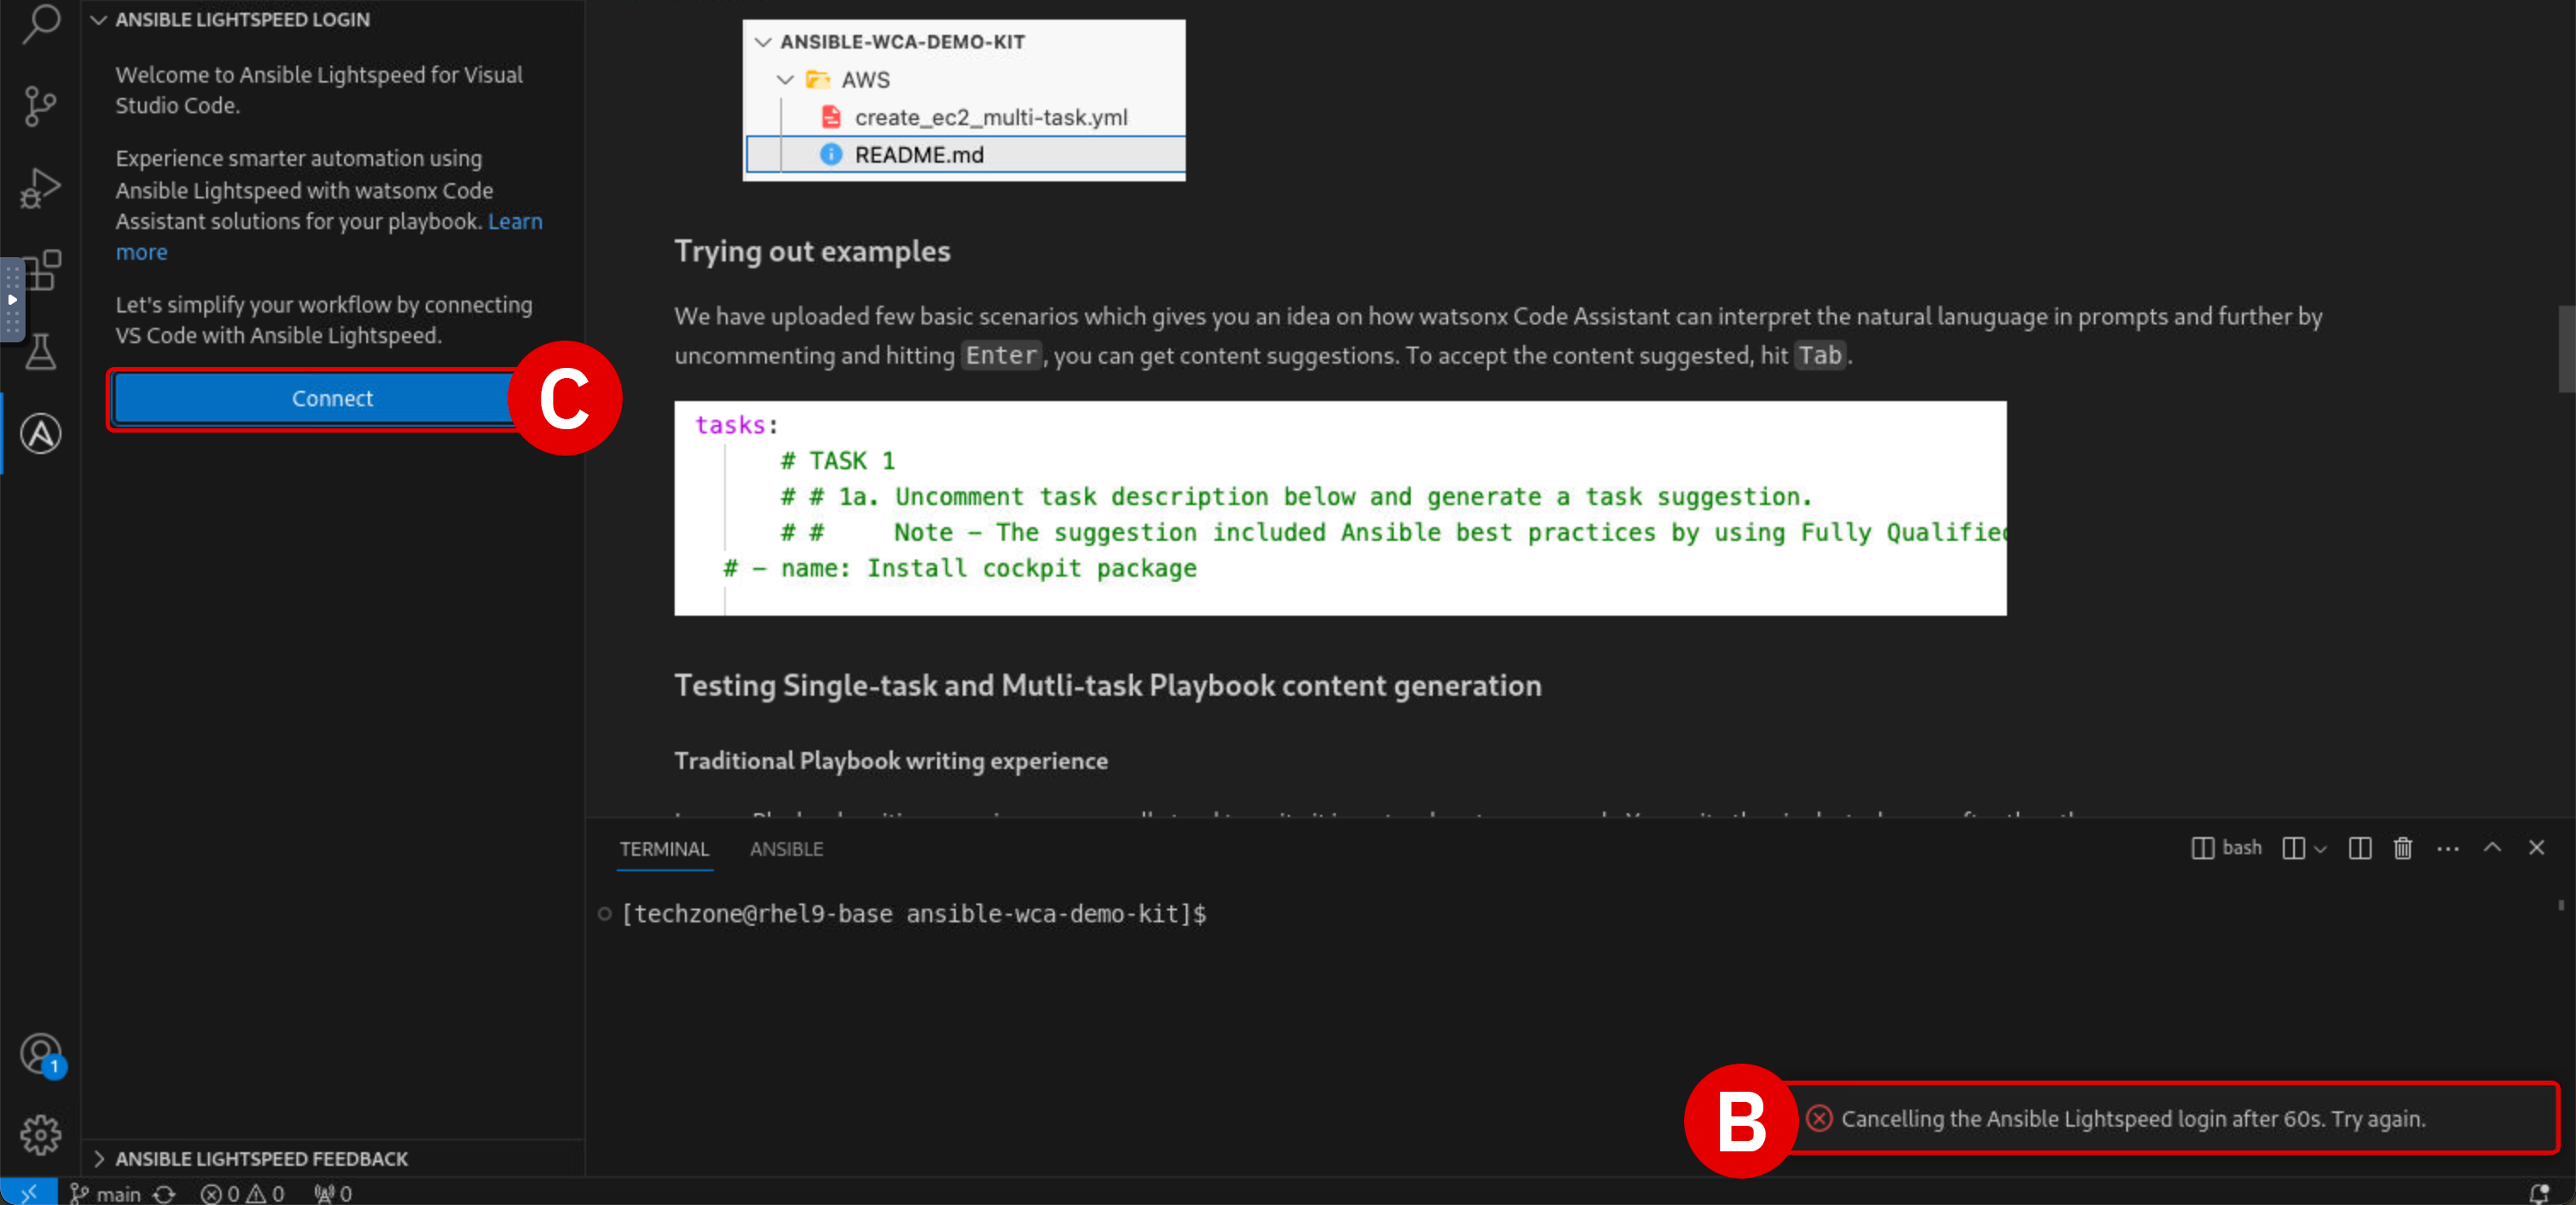 ANSIBLE LIGHTSPEED LOGIN
Welcome to Ansible Lightspeed for Visual
Studio Code.
Experience smarter automation using
Ansible Lightspeed with watsonx Code
Assistant solutions for your playbook. Learn
more
Let's simplify your workflow by connecting
VS Code with Ansible Lightspeed.
Connect
C
1
ANSIBLE LIGHTSPEED FEEDBACK
ANSIBLE-WCA-DEMO-KIT
AWS
create_ec2_multi-task.yml
README.md
Trying out examples
We have uploaded few basic scenarios which gives you an idea on how watsonx Code Assistant can interpret the natural lanuguage in prompts and further by
uncommenting and hitting Enter, you can get content suggestions. To accept the content suggested, hit Tab.
tasks:
# TASK 1
# # 1a. Uncomment task description below and generate a task suggestion.
# # Note – The suggestion included Ansible best practices by using Fully Qualified
# – name: Install cockpit package
Testing Single-task and Mutli-task Playbook content generation
Traditional Playbook writing experience
TERMINAL ANSIBLE
bash
[techzone@rhel9-base ansible-wca-demo-kit]$
B
Cancelling the Ansible Lightspeed login after 60s. Try again.
main 0 0 0